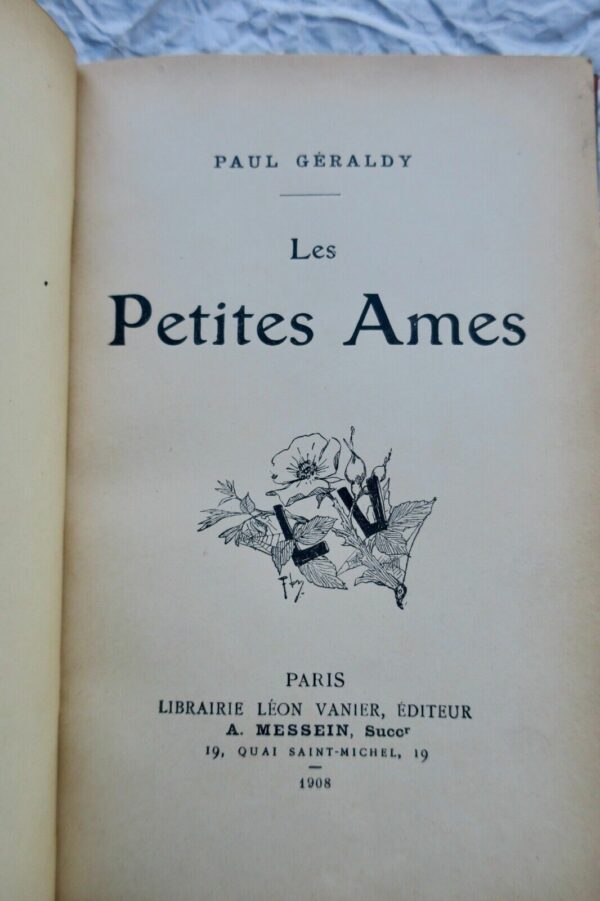 PAUL GÉRALDY
Les
Petites Ames
L V
PARIS
LIBRAIRIE LÉON VANIER, ÉDITEUR
A. MESSEIN, Succr
19, QUAI SAINT-MICHEL, 19
1908